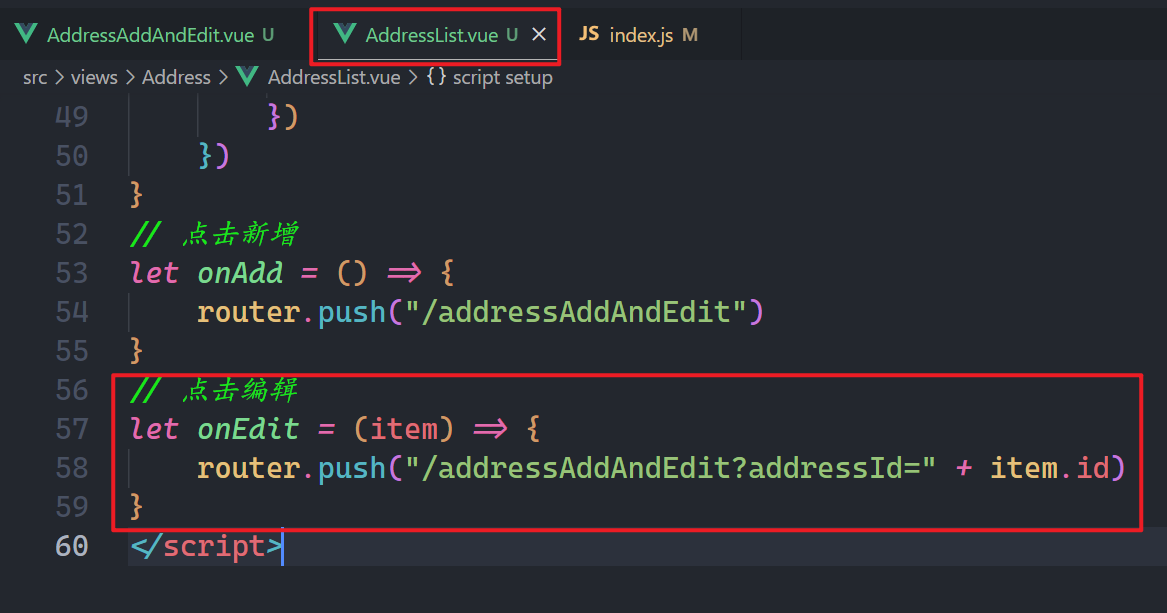 AddressAddAndEdit.vue U AddressList.vue U × JS index.js M
src > views > Address > AddressList.vue > {} script setup
49 })
50 })
51 }
52 // 点击新增
53 let onAdd = () => {
54 router.push("/addressAddAndEdit")
55 }
56 // 点击编辑
57 let onEdit = (item) => {
58 router.push("/addressAddAndEdit?addressId=" + item.id)
59 }
60 </script>